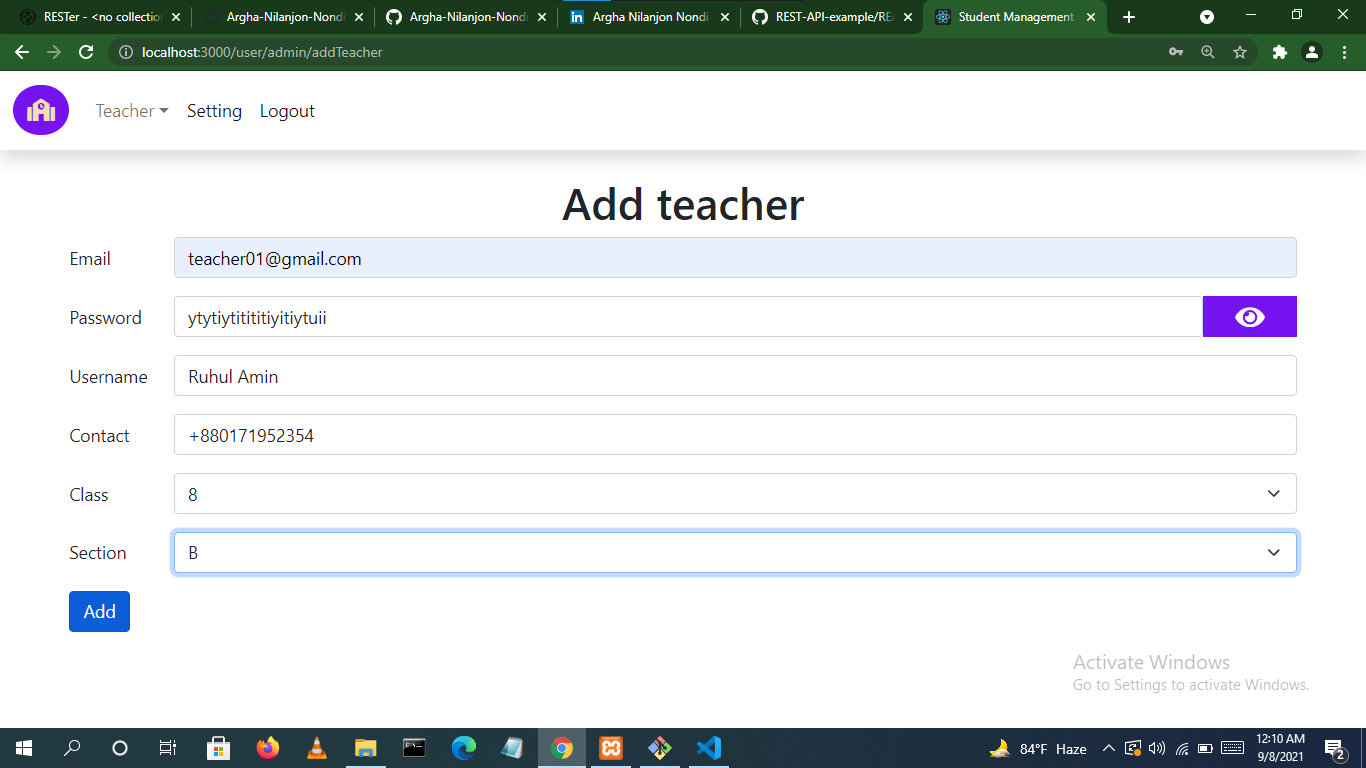 RESTer - <no collection
Argha-Nilanjon-Nondi
Argha-Nilanjon-Nondi
Argha Nilanjon Nondi
REST-API-example/REA
Student Management
localhost:3000/user/admin/addTeacher
Teacher Setting Logout
Add teacher
Email teacher01@gmail.com
Password ytytiytitititiyitiytuii
Username Ruhul Amin
Contact +880171952354
Class 8
Section B
Add
Activate Windows
Go to Settings to activate Windows.
84°F Haze
12:10 AM
9/8/2021
2